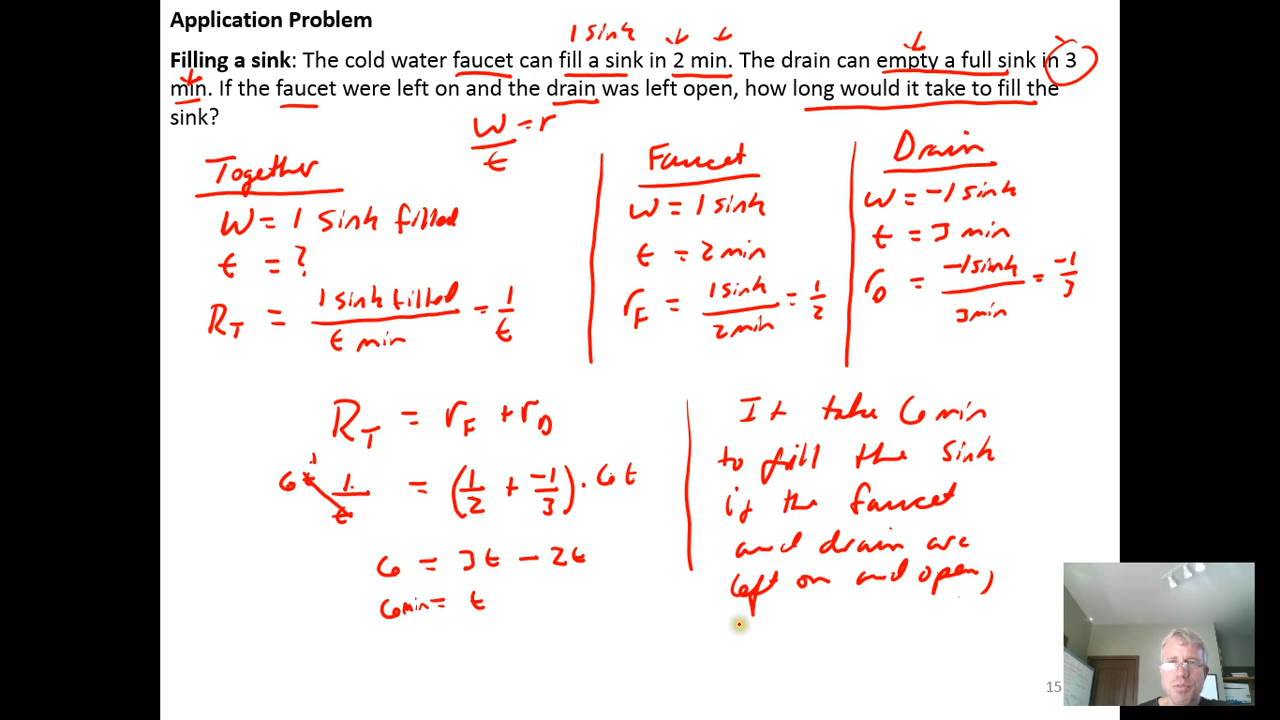 Application Problem
1 sink
Filling a sink: The cold water faucet can fill a sink in 2 min. The drain can empty a full sink in 3
min. If the faucet were left on and the drain was left open, how long would it take to fill the
sink?
W/t = r
Together
W = 1 sink filled
t = ?
R_T = 1 sink filled / t min = 1/t
Faucet
W = 1 sink
t = 2 min
r_F = 1 sink / 2 min = 1/2
Drain
W = -1 sink
t = 3 min
r_D = -1 sink / 3 min = -1/3
R_T = r_F + r_D
6t · 1/t = (1/2 + -1/3) · 6t
6 = 3t - 2t
6 min = t
It take 6 min
to fill the sink
if the faucet
and drain are
left on and open,
15